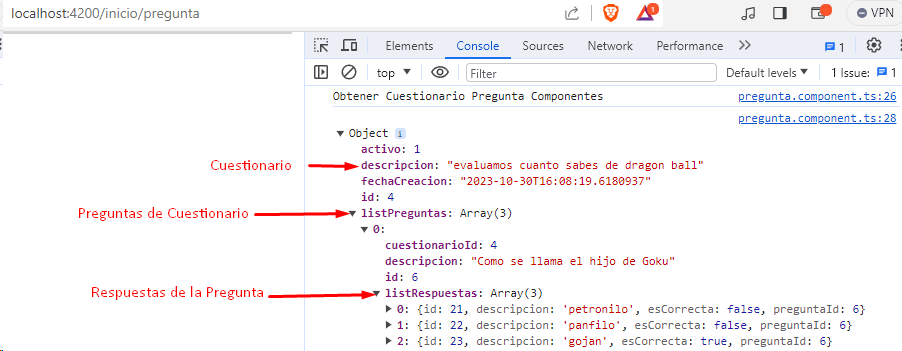 localhost:4200/inicio/pregunta
1
VPN
Elements Console Sources Network Performance 1
top Filter Default levels 1 Issue: 1
Obtener Cuestionario Pregunta Componentes pregunta.component.ts:26
pregunta.component.ts:28
Object i
activo: 1
Cuestionario descripcion: "evaluamos cuanto sabes de dragon ball"
fechaCreacion: "2023-10-30T16:08:19.6180937"
id: 4
Preguntas de Cuestionario listPreguntas: Array(3)
0:
cuestionarioId: 4
descripcion: "Como se llama el hijo de Goku"
id: 6
Respuestas de la Pregunta listRespuestas: Array(3)
0: {id: 21, descripcion: 'petronilo', esCorrecta: false, preguntaId: 6}
1: {id: 22, descripcion: 'panfilo', esCorrecta: false, preguntaId: 6}
2: {id: 23, descripcion: 'gojan', esCorrecta: true, preguntaId: 6}